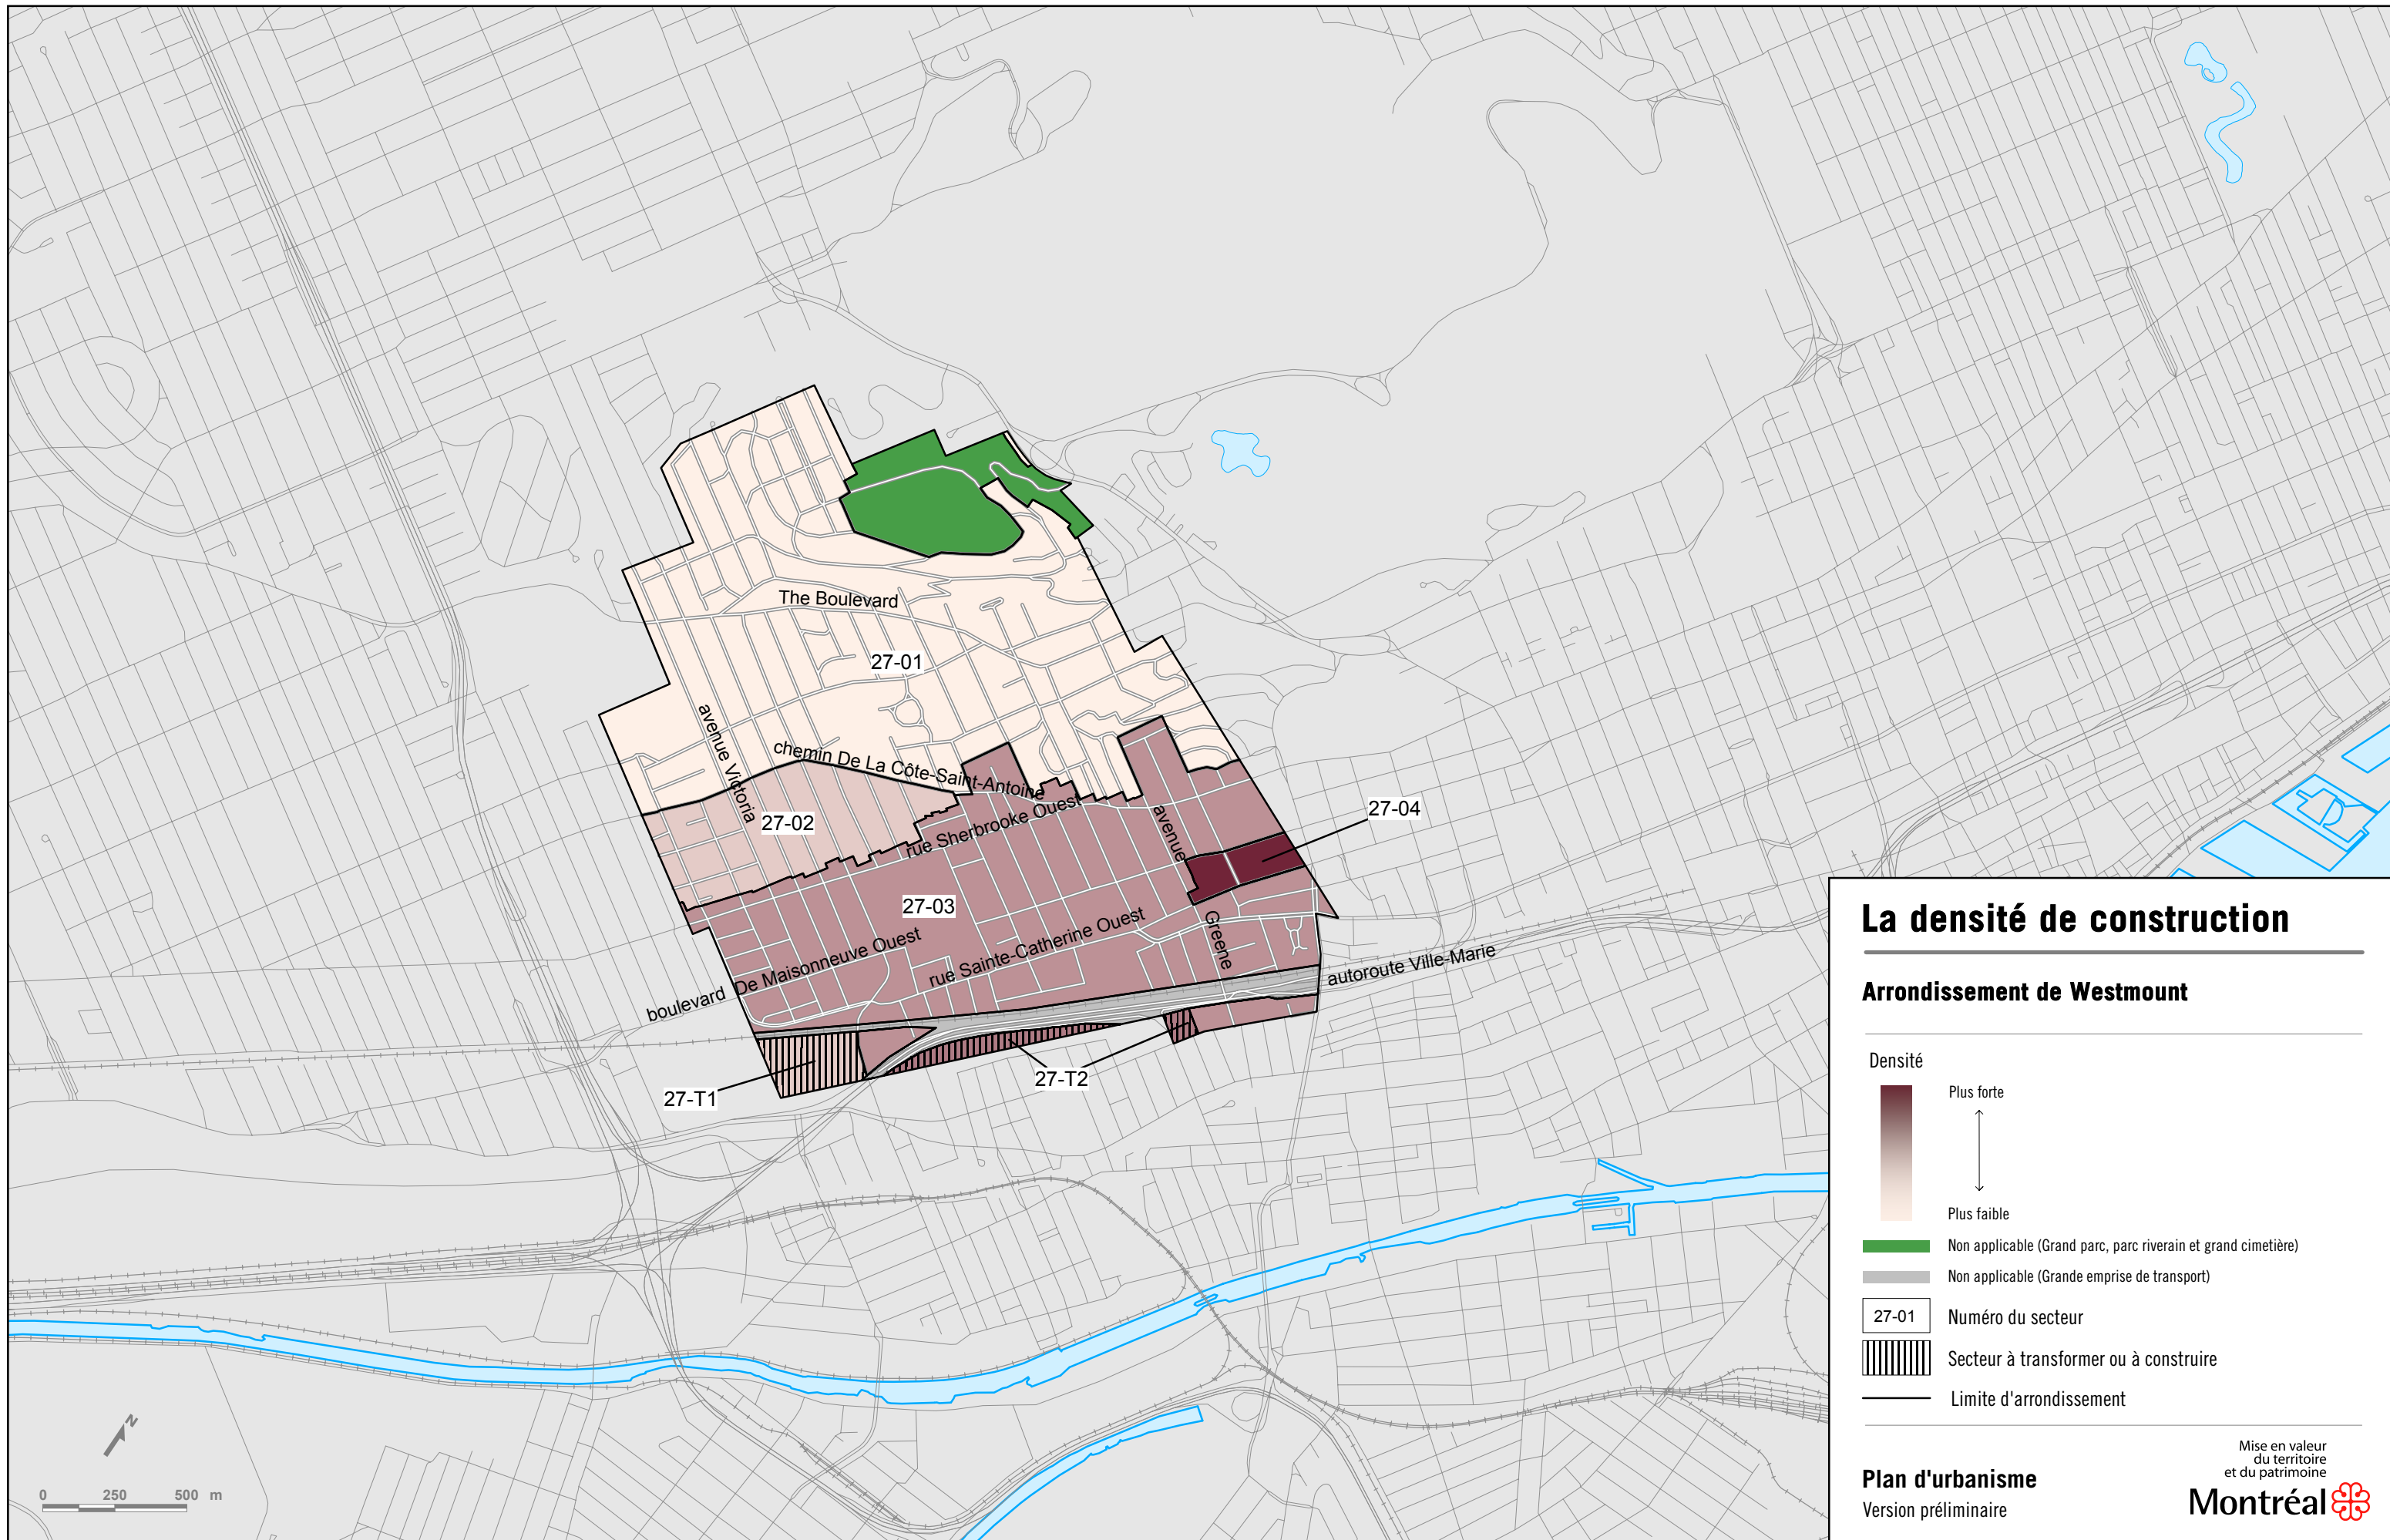 The Boulevard
27-01
avenue Victoria
chemin De La Côte-Saint-Antoine
27-02
rue Sherbrooke Ouest
avenue
Greene
27-04
27-03
boulevard De Maisonneuve Ouest
rue Sainte-Catherine Ouest
autoroute Ville-Marie
27-T1
27-T2
N
0 250 500 m
La densité de construction
Arrondissement de Westmount
Densité
Plus forte
Plus faible
Non applicable (Grand parc, parc riverain et grand cimetière)
Non applicable (Grande emprise de transport)
27-01 Numéro du secteur
Secteur à transformer ou à construire
Limite d'arrondissement
Plan d'urbanisme
Version préliminaire
Mise en valeur
du territoire
et du patrimoine
Montréal